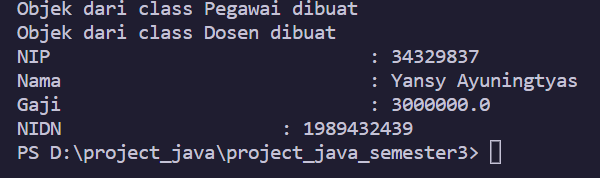 Objek dari class Pegawai dibuat
Objek dari class Dosen dibuat
NIP : 34329837
Nama : Yansy Ayuningtyas
Gaji : 3000000.0
NIDN : 1989432439
PS D:\project_java\project_java_semester3>